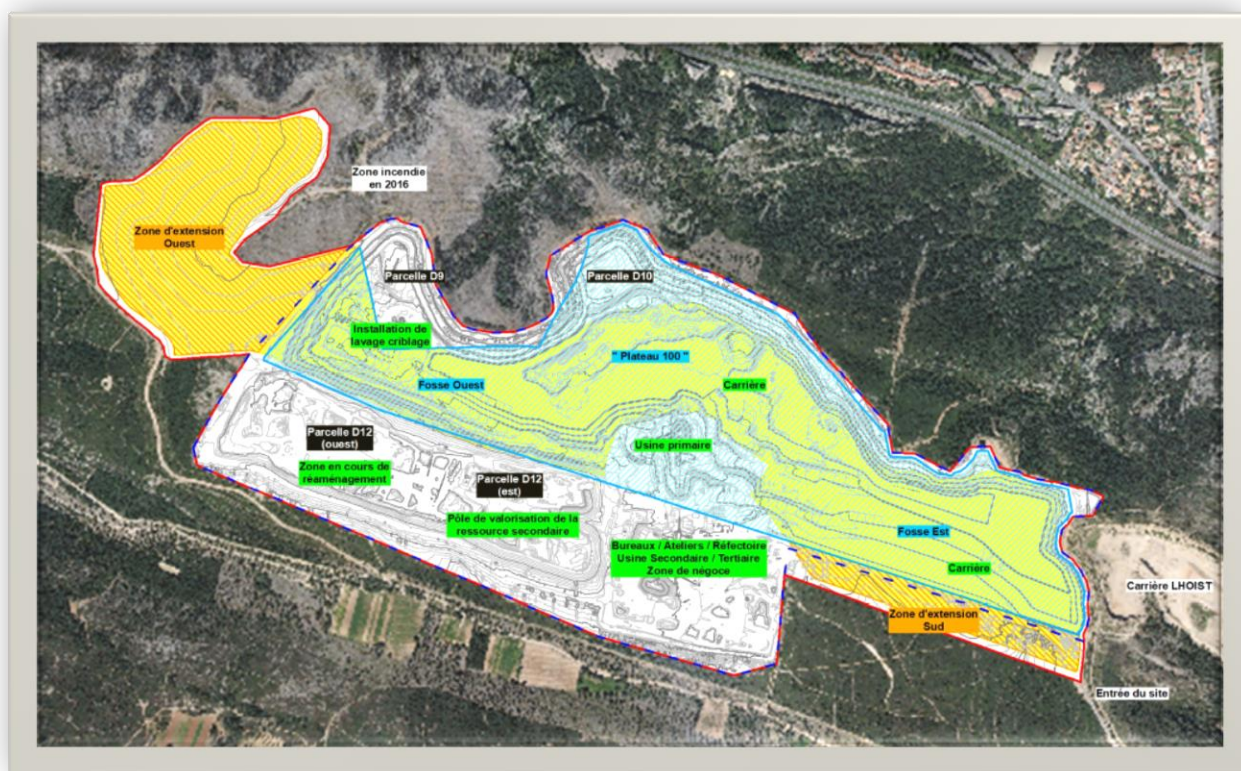 Zone incendie
en 2016
Zone d'extension
Ouest
Parcelle D9
Parcelle D10
Installation de
lavage criblage
" Plateau 100 "
Fosse Ouest
Carrière
Parcelle D12
(ouest)
Usine primaire
Zone en cours de
réaménagement
Parcelle D12
(est)
Pôle de valorisation de la
ressource secondaire
Fosse Est
Bureaux / Ateliers / Réfectoire
Usine Secondaire / Tertiaire
Zone de négoce
Carrière
Carrière LHOIST
Zone d'extension
Sud
Entrée du site